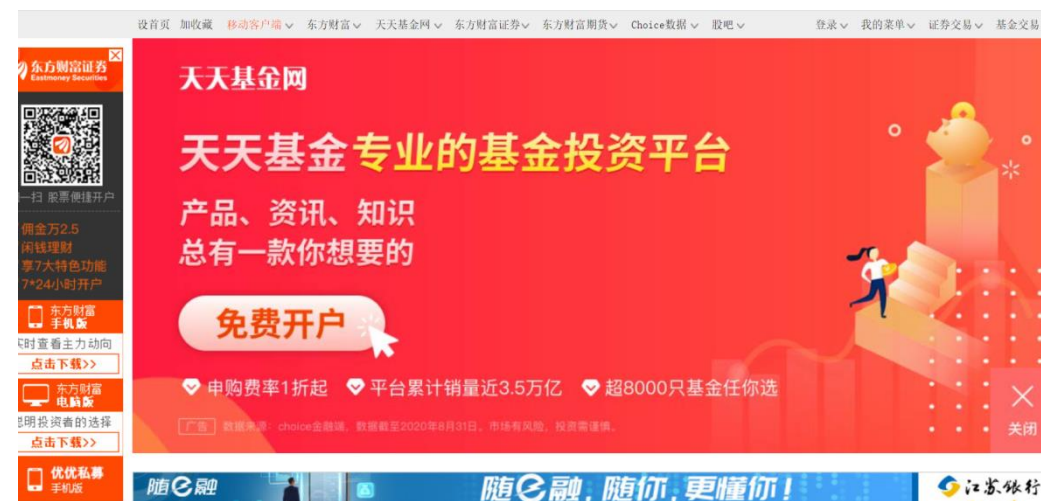 设首页 加收藏 移动客户端 东方财富 天天基金网 东方财富证券 东方财富期货 Choice数据 股吧 登录 我的菜单 证券交易 基金交易
东方财富证券
Eastmoney Securities
扫一扫 股票便捷开户
佣金万2.5
闲钱理财
享7大特色功能
7*24小时开户
东方财富
手机版
实时查看主力动向
点击下载>>
东方财富
电脑版
聪明投资者的选择
点击下载>>
优优私募
手机版
天天基金网
天天基金专业的基金投资平台
产品、资讯、知识
总有一款你想要的
免费开户
申购费率1折起 平台累计销量近3.5万亿 超8000只基金任你选
广告 数据来源：choice金融端，数据截至2020年8月31日。市场有风险，投资需谨慎。
关闭
随e融
随e融，随你，更懂你！
江苏银行